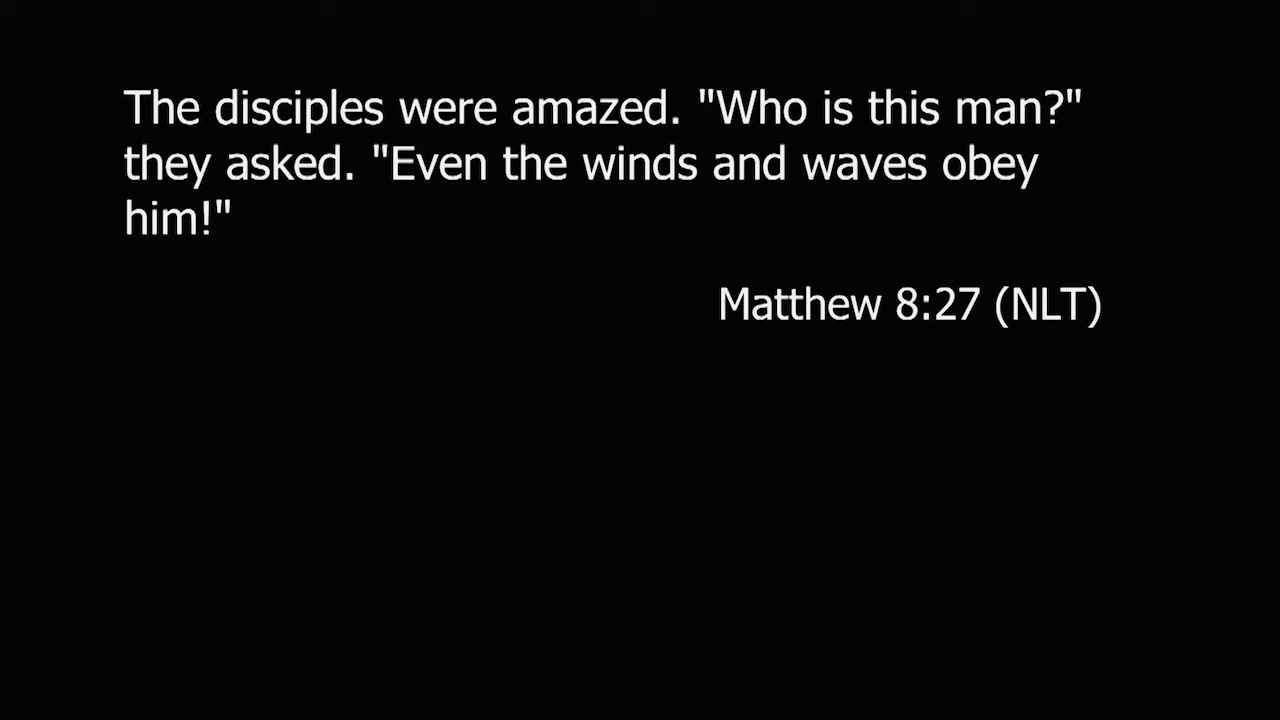 The disciples were amazed. "Who is this man?"
they asked. "Even the winds and waves obey
him!"
Matthew 8:27 (NLT)